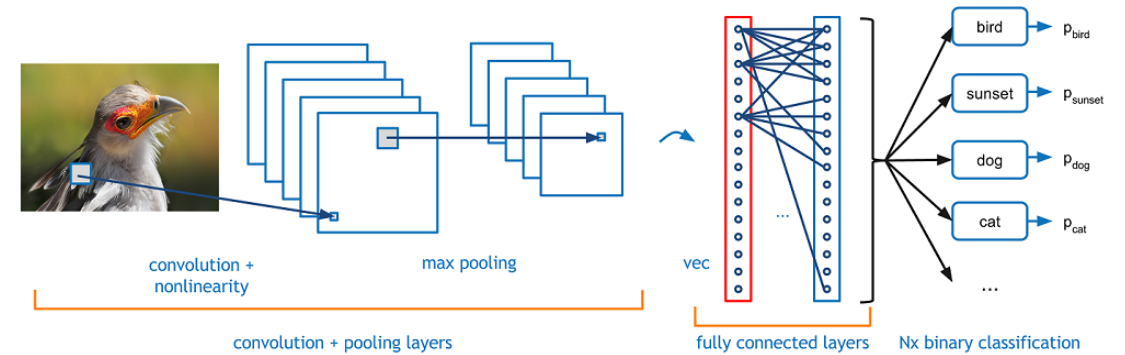 bird
p_bird
sunset
p_sunset
dog
p_dog
cat
p_cat
...
...
convolution +
nonlinearity
max pooling
vec
convolution + pooling layers
fully connected layers
Nx binary classification